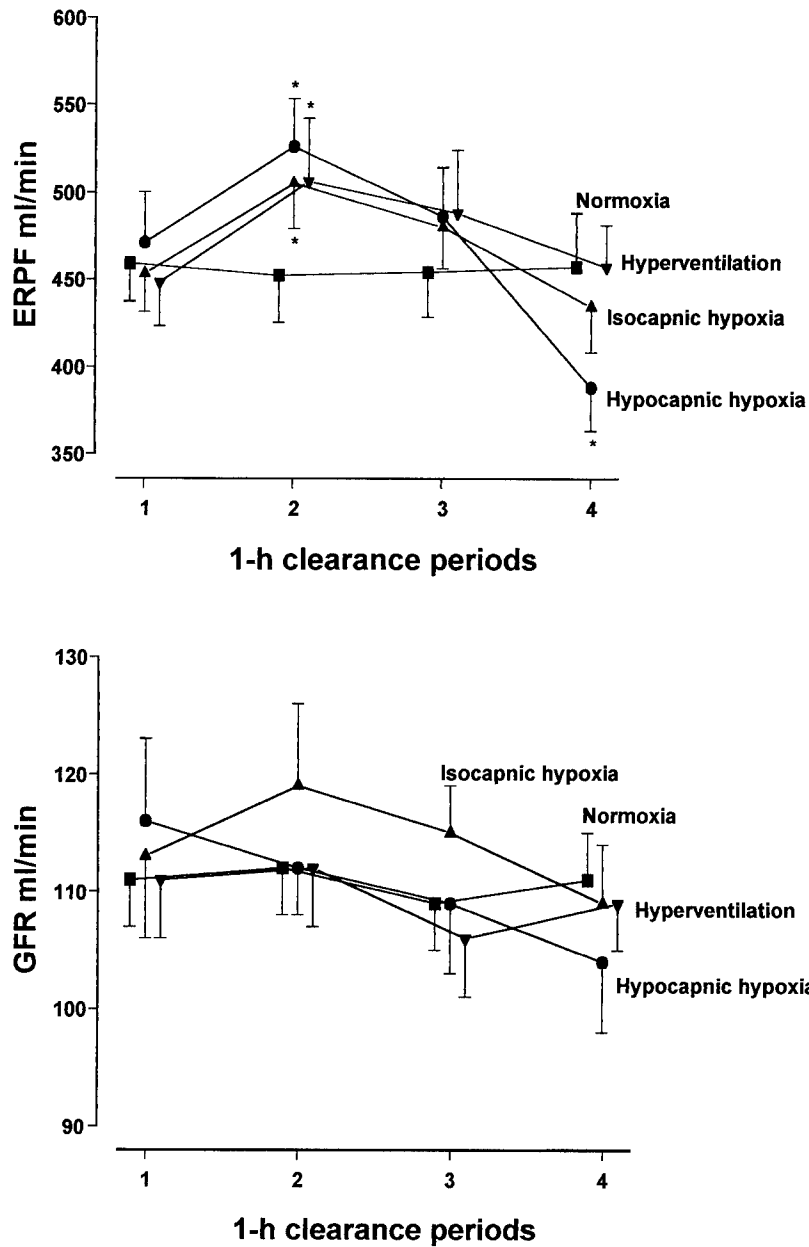 600
550
500
450
400
350
ERPF ml/min
*
*
*
*
Normoxia
Hyperventilation
Isocapnic hypoxia
Hypocapnic hypoxia
1 2 3 4
1-h clearance periods
130
120
110
100
90
GFR ml/min
Isocapnic hypoxia
Normoxia
Hyperventilation
Hypocapnic hypoxia
1 2 3 4
1-h clearance periods